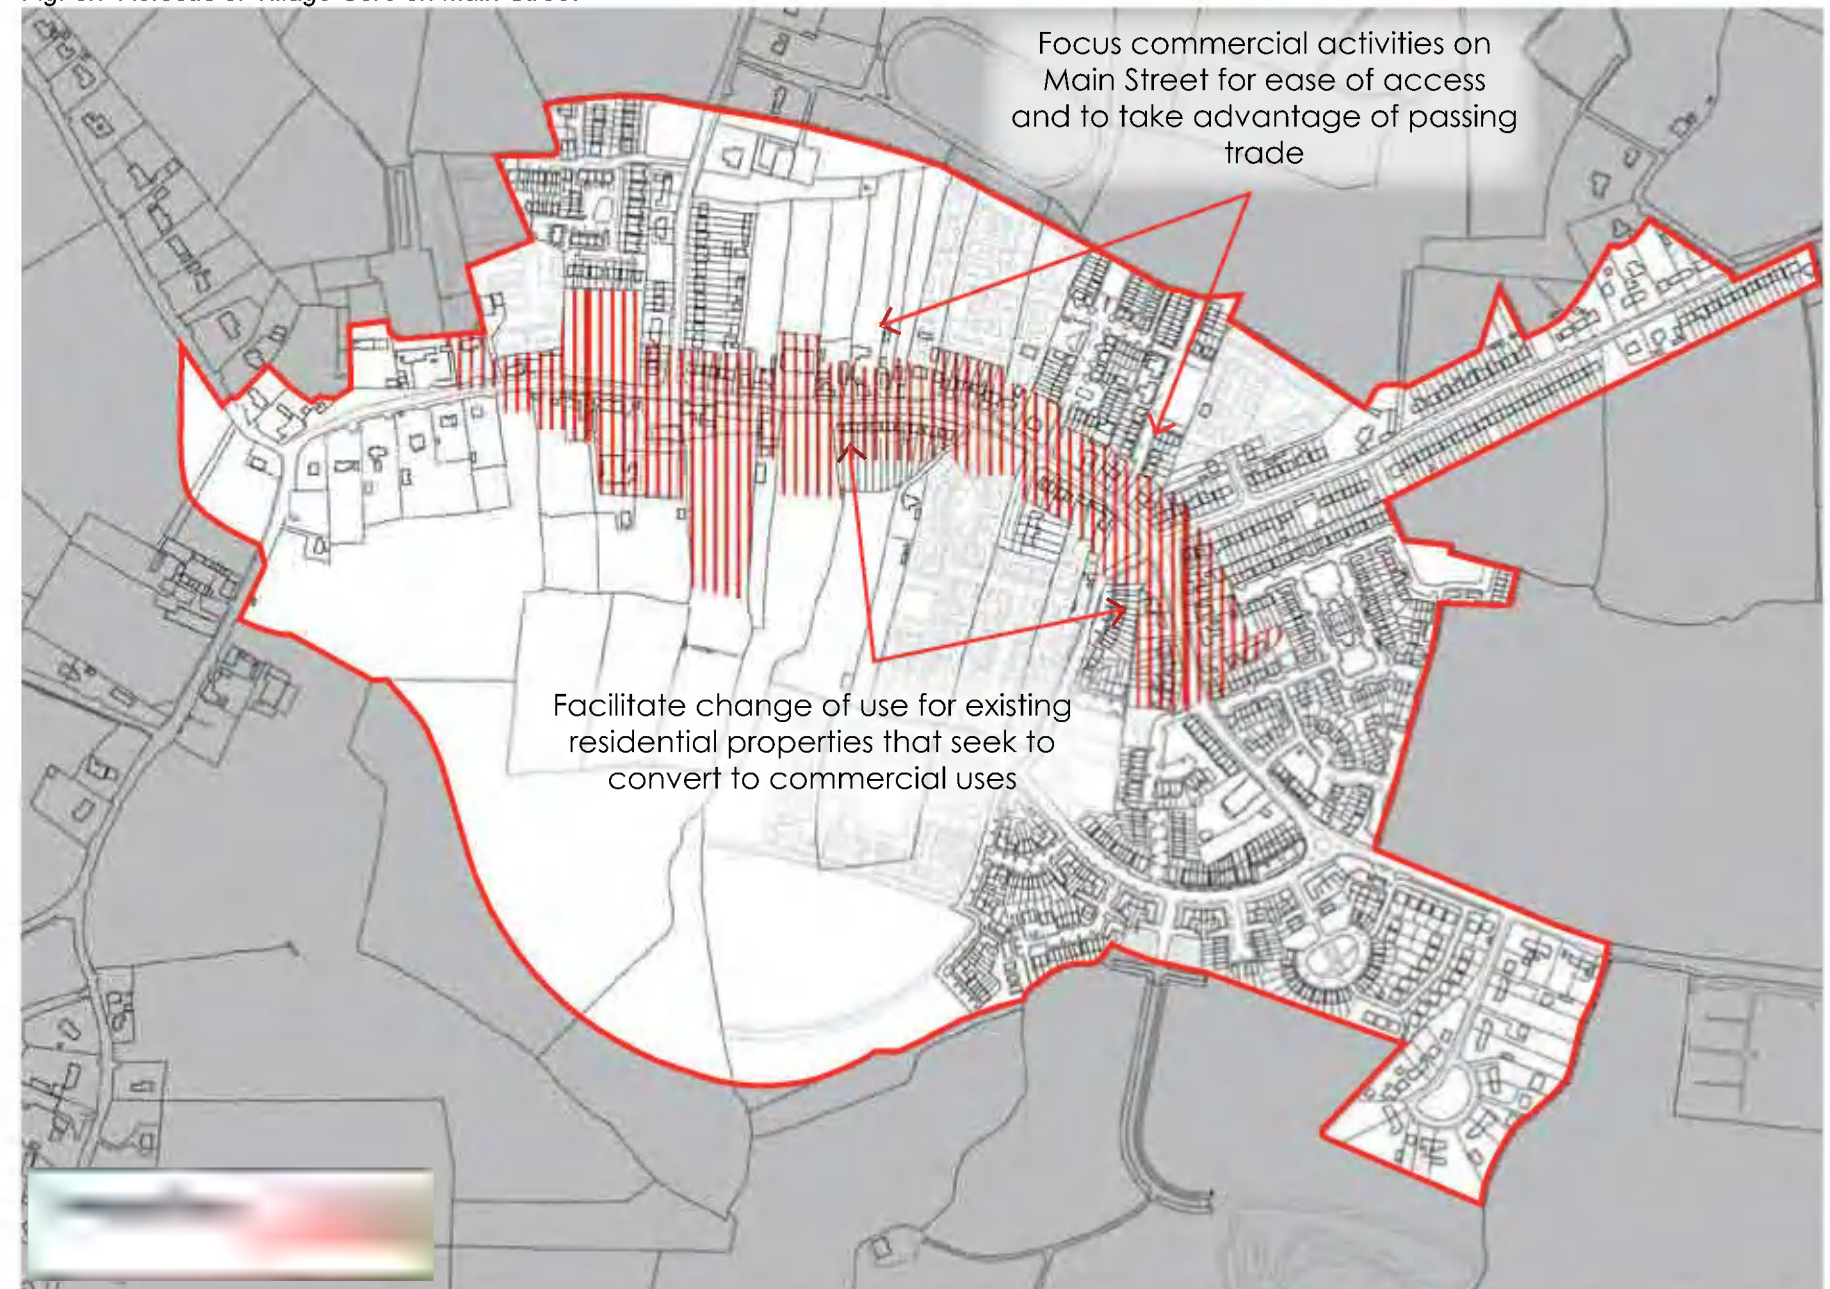 Focus commercial activities on
Main Street for ease of access
and to take advantage of passing
trade
Facilitate change of use for existing
residential properties that seek to
convert to commercial uses